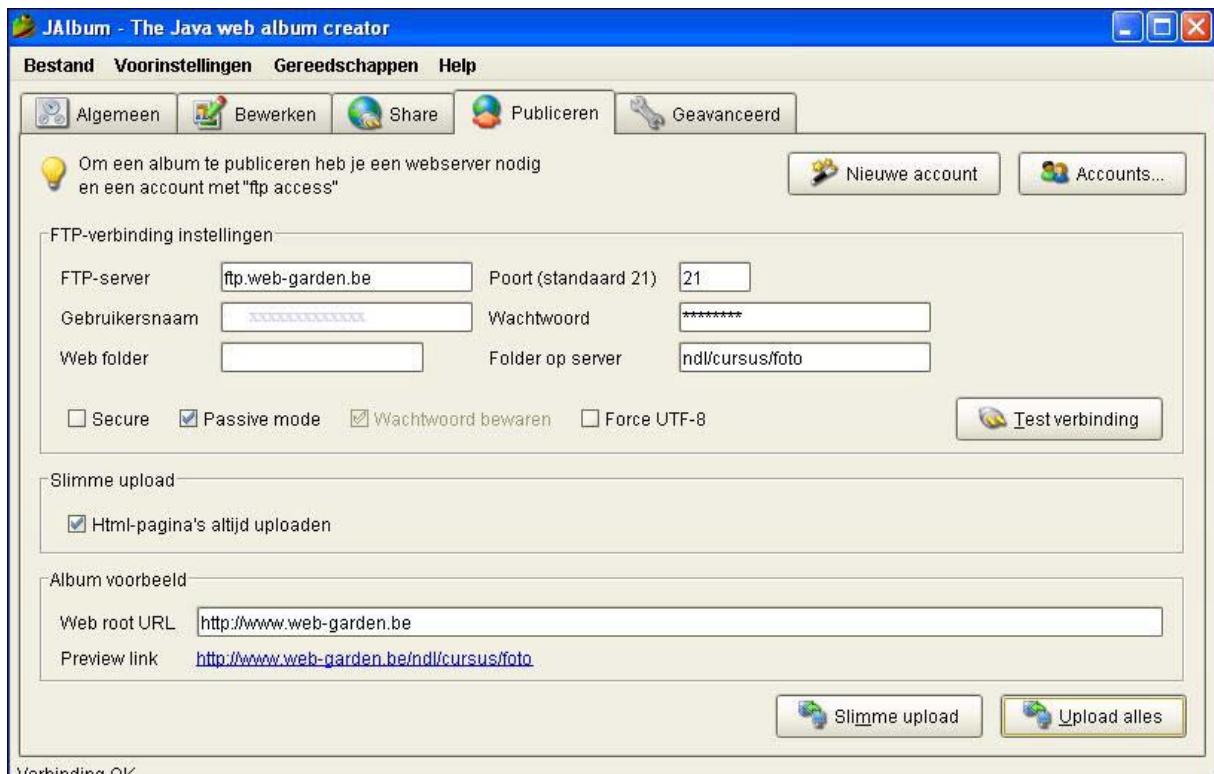 JAlbum - The Java web album creator
Bestand Voorinstellingen Gereedschappen Help
Algemeen Bewerken Share Publiceren Geavanceerd
Om een album te publiceren heb je een webserver nodig
en een account met "ftp access"
Nieuwe account Accounts...
FTP-verbinding instellingen
FTP-server ftp.web-garden.be Poort (standaard 21) 21
Gebruikersnaam xxxxxxxxxxxxx Wachtwoord ********
Web folder Folder op server ndl/cursus/foto
Secure Passive mode Wachtwoord bewaren Force UTF-8 Test verbinding
Slimme upload
Html-pagina's altijd uploaden
Album voorbeeld
Web root URL http://www.web-garden.be
Preview link http://www.web-garden.be/ndl/cursus/foto
Slimme upload Upload alles
Verbinding OK